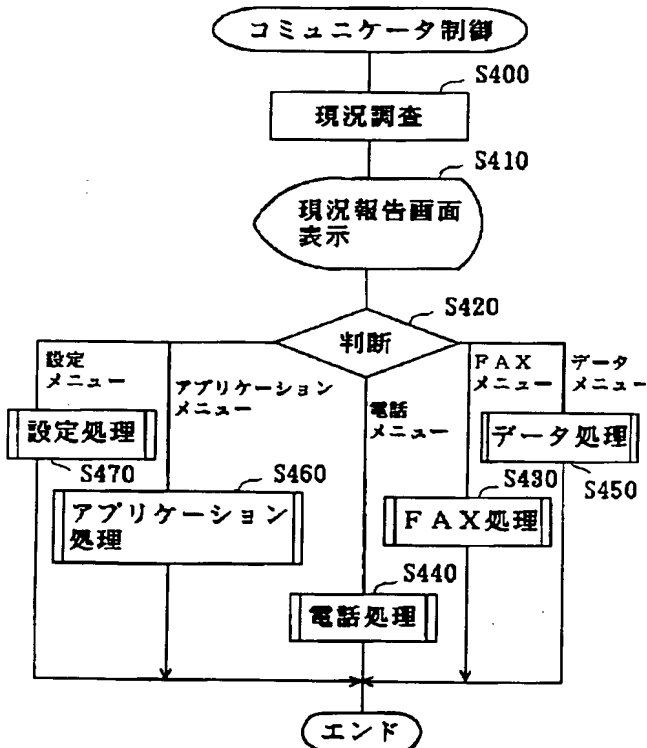 コミュニケータ制御
S400
現況調査
S410
現況報告画面
表示
S420
判断
設定
メニュー
アプリケーション
メニュー
電話
メニュー
FAX
メニュー
データ
メニュー
設定処理
S470
データ処理
S450
S460
アプリケーション
処理
S430
FAX処理
S440
電話処理
エンド